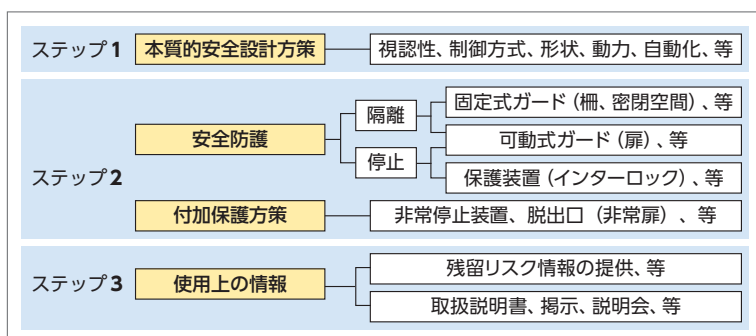 ステップ1 本質的安全設計方策 視認性、制御方式、形状、動力、自動化、等
ステップ2
安全防護
隔離
固定式ガード（柵、密閉空間）、等
可動式ガード（扉）、等
停止
保護装置（インターロック）、等
付加保護方策 非常停止装置、脱出口（非常扉）、等
ステップ3 使用上の情報
残留リスク情報の提供、等
取扱説明書、掲示、説明会、等